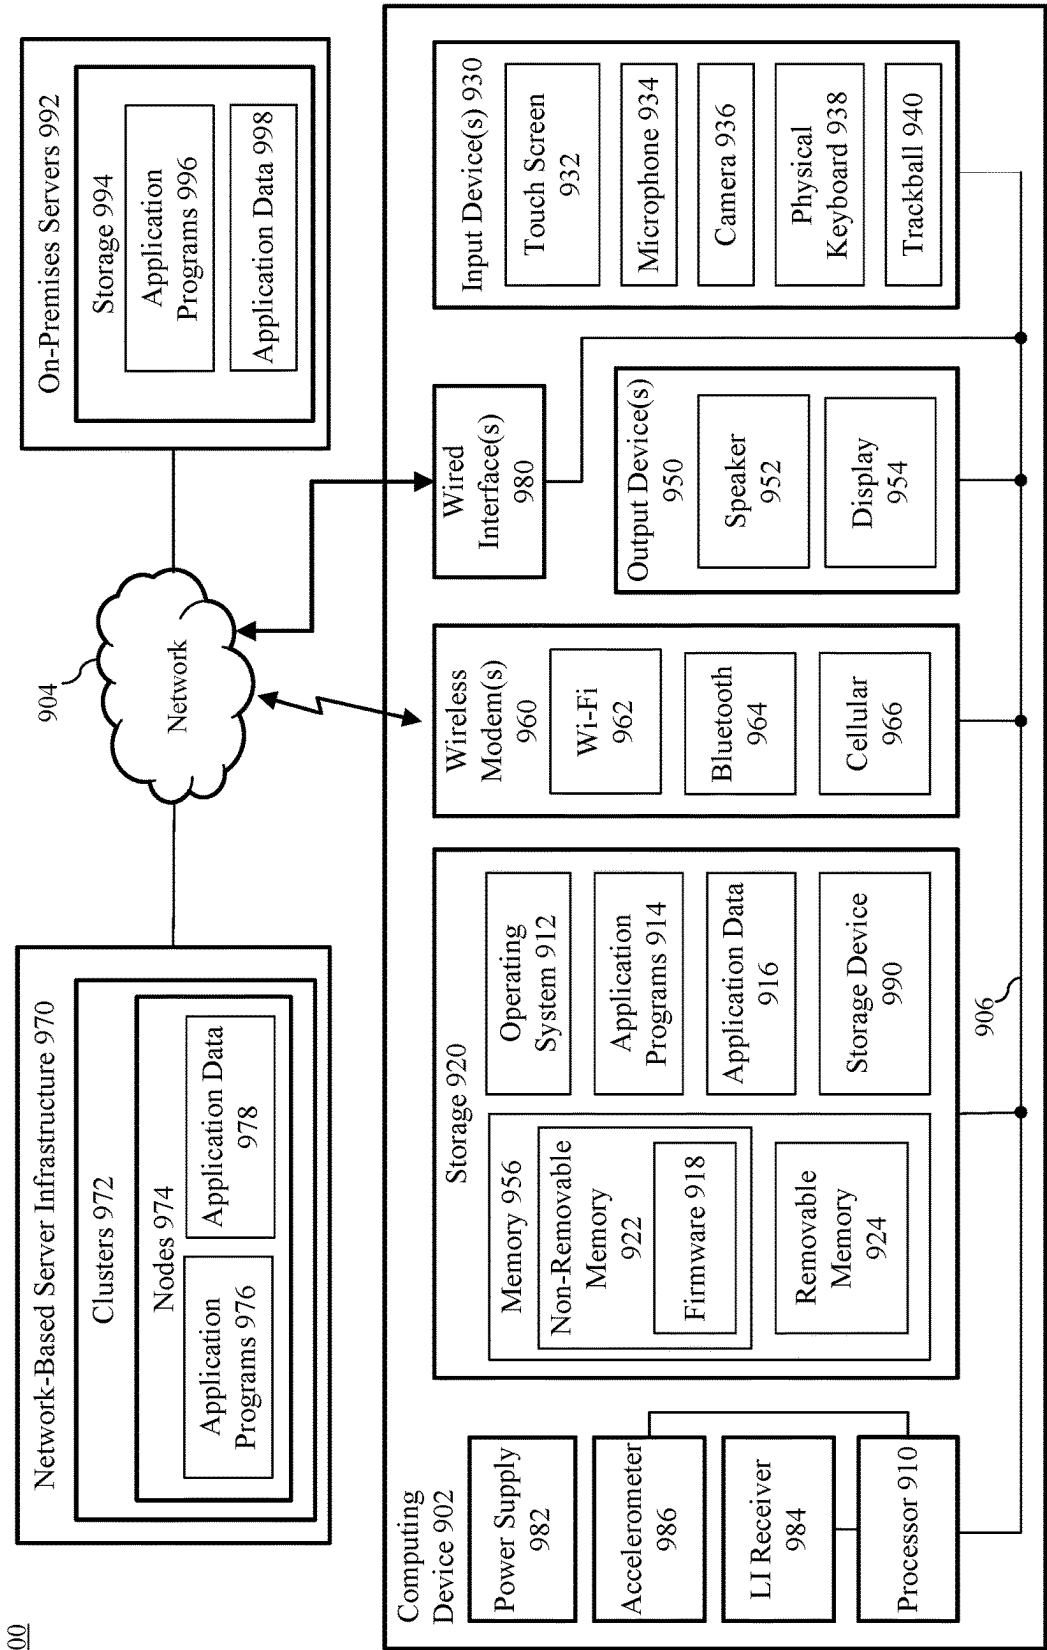 00
Network-Based Server Infrastructure 970
Clusters 972
Nodes 974
Application
Programs 976
Application Data
978
904
Network
On-Premises Servers 992
Storage 994
Application
Programs 996
Application Data 998
Computing
Device 902
Power Supply
982
Accelerometer
986
LI Receiver
984
Processor 910
Storage 920
Memory 956
Non-Removable
Memory
922
Firmware 918
Removable
Memory
924
Operating
System 912
Application
Programs 914
Application Data
916
Storage Device
990
906
Wireless
Modem(s)
960
Wi-Fi
962
Bluetooth
964
Cellular
966
Wired
Interface(s)
980
Output Device(s)
950
Speaker
952
Display
954
Input Device(s) 930
Touch Screen
932
Microphone 934
Camera 936
Physical
Keyboard 938
Trackball 940